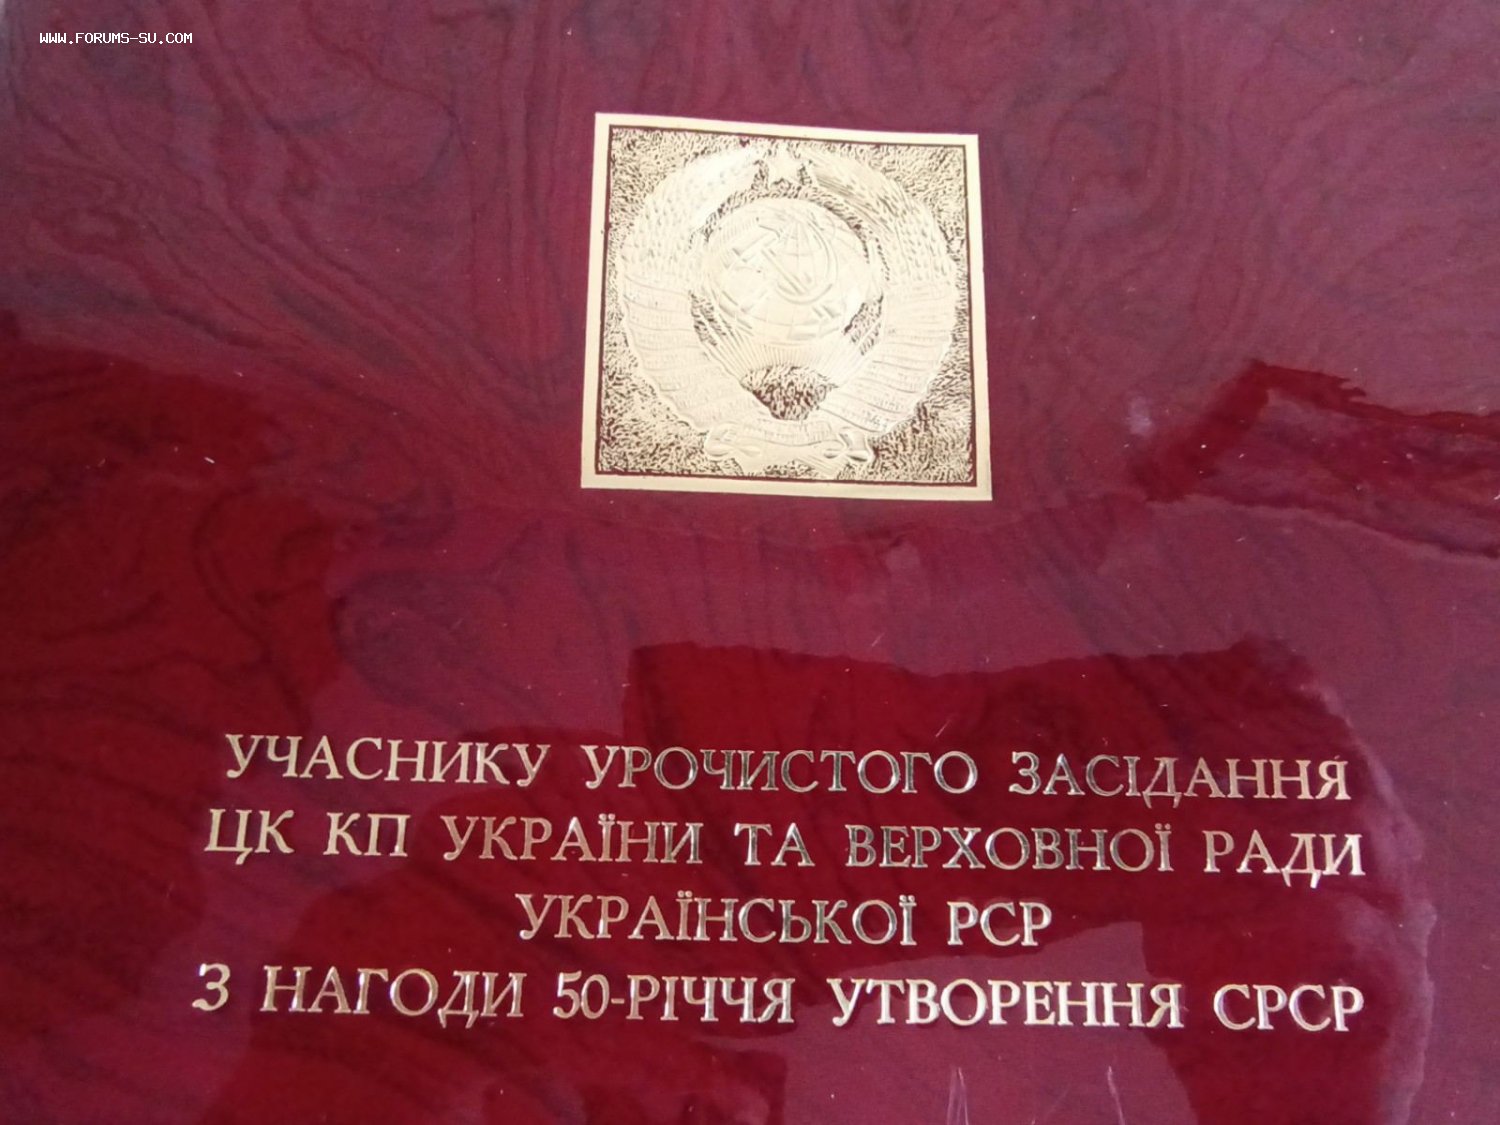 WWW.FORUMS-SU.COM
УЧАСНИКУ УРОЧИСТОГО ЗАСІДАННЯ
ЦК КП УКРАЇНИ ТА ВЕРХОВНОЇ РАДИ
УКРАЇНСЬКОЇ РСР
З НАГОДИ 50-РІЧЧЯ УТВОРЕННЯ СРСР